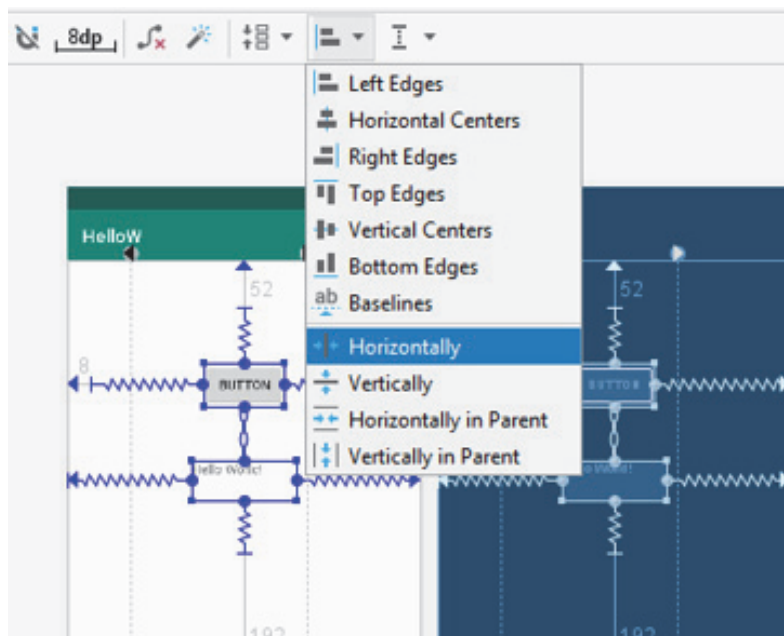 8dp
Left Edges
Horizontal Centers
Right Edges
Top Edges
Vertical Centers
Bottom Edges
ab
Baselines
Horizontally
Vertically
Horizontally in Parent
Vertically in Parent
HelloW
52
52
8
BUTTON
BUTTON
Hello World!
192